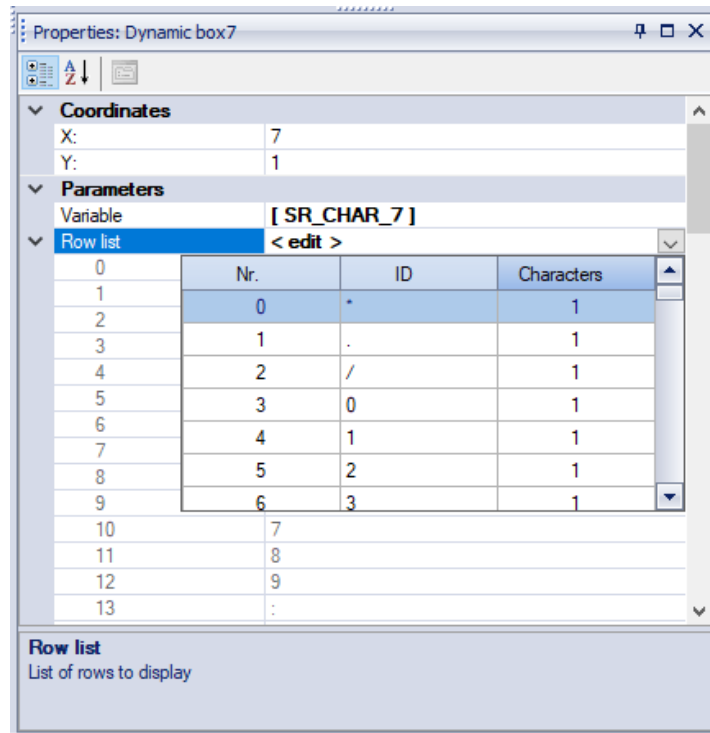 Properties: Dynamic box7
Coordinates
X: 7
Y: 1
Parameters
Variable [ SR_CHAR_7 ]
Row list < edit >
0
1
2
3
4
5
6
7
8
9
Nr. ID Characters
0 * 1
1 . 1
2 / 1
3 0 1
4 1 1
5 2 1
6 3 1
10 7
11 8
12 9
13 :
Row list
List of rows to display